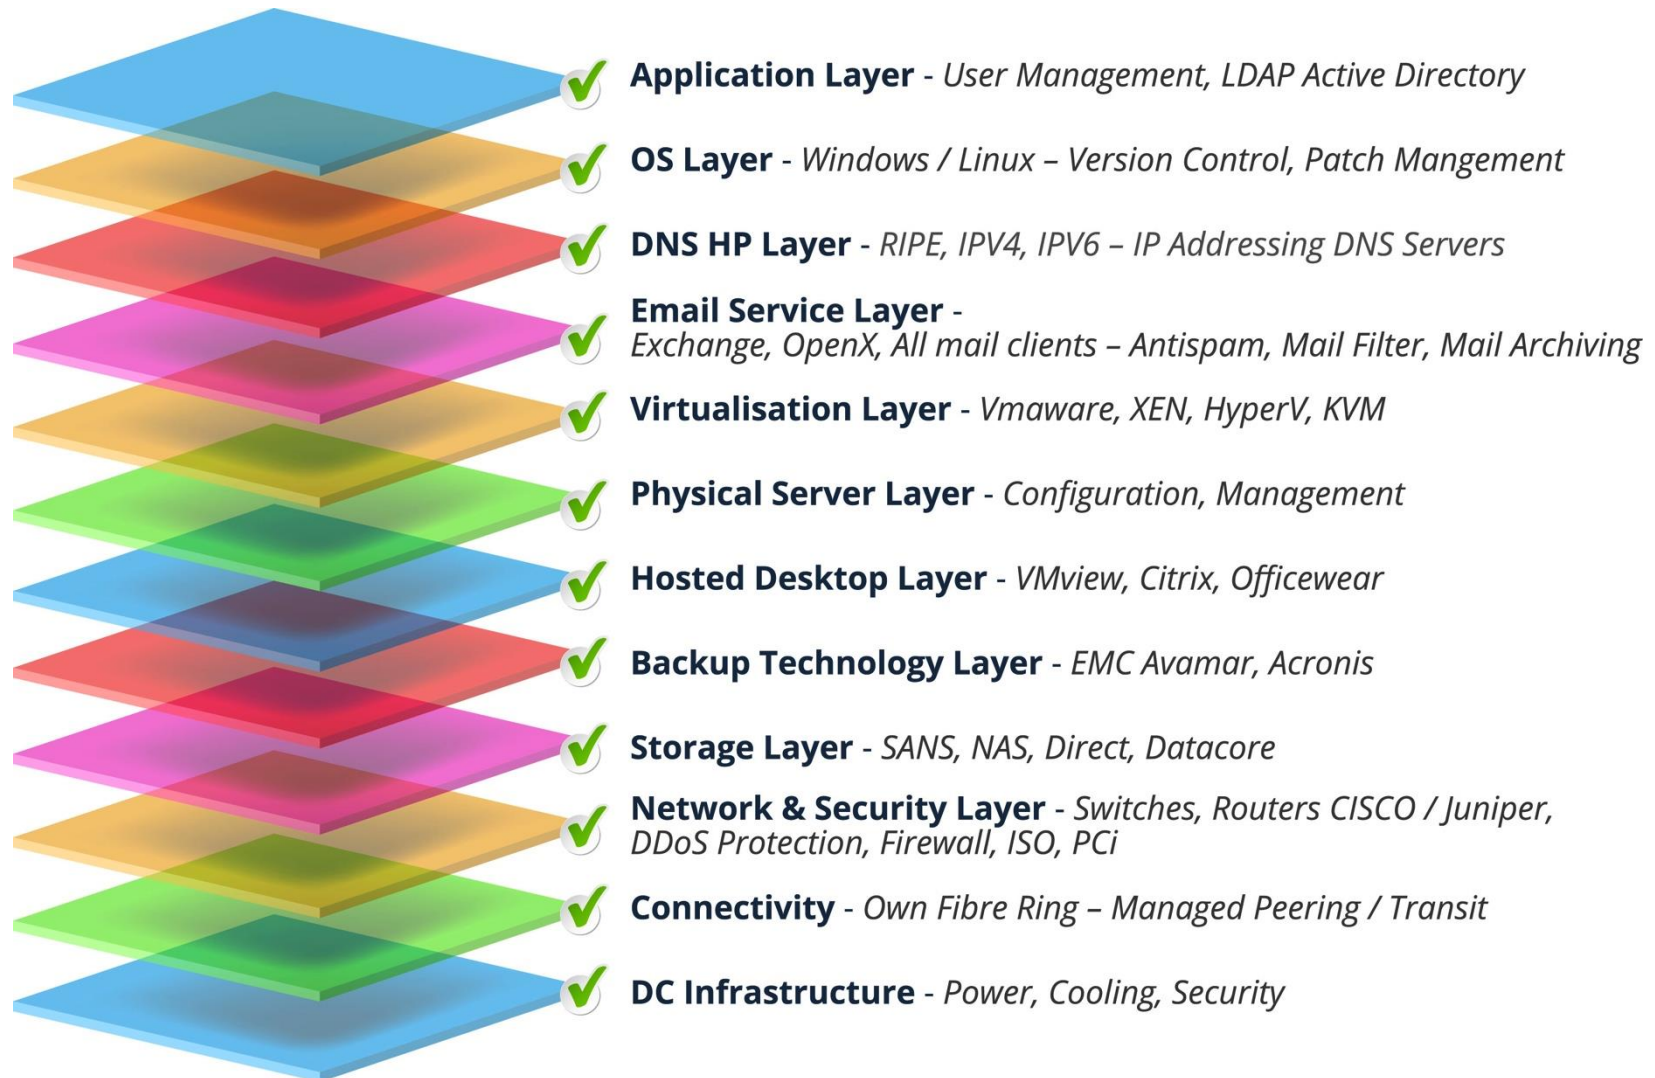 Application Layer - User Management, LDAP Active Directory
OS Layer - Windows / Linux – Version Control, Patch Mangement
DNS HP Layer - RIPE, IPV4, IPV6 – IP Addressing DNS Servers
Email Service Layer -
Exchange, OpenX, All mail clients – Antispam, Mail Filter, Mail Archiving
Virtualisation Layer - Vmaware, XEN, HyperV, KVM
Physical Server Layer - Configuration, Management
Hosted Desktop Layer - VMview, Citrix, Officewear
Backup Technology Layer - EMC Avamar, Acronis
Storage Layer - SANS, NAS, Direct, Datacore
Network & Security Layer - Switches, Routers CISCO / Juniper,
DDoS Protection, Firewall, ISO, PCi
Connectivity - Own Fibre Ring – Managed Peering / Transit
DC Infrastructure - Power, Cooling, Security